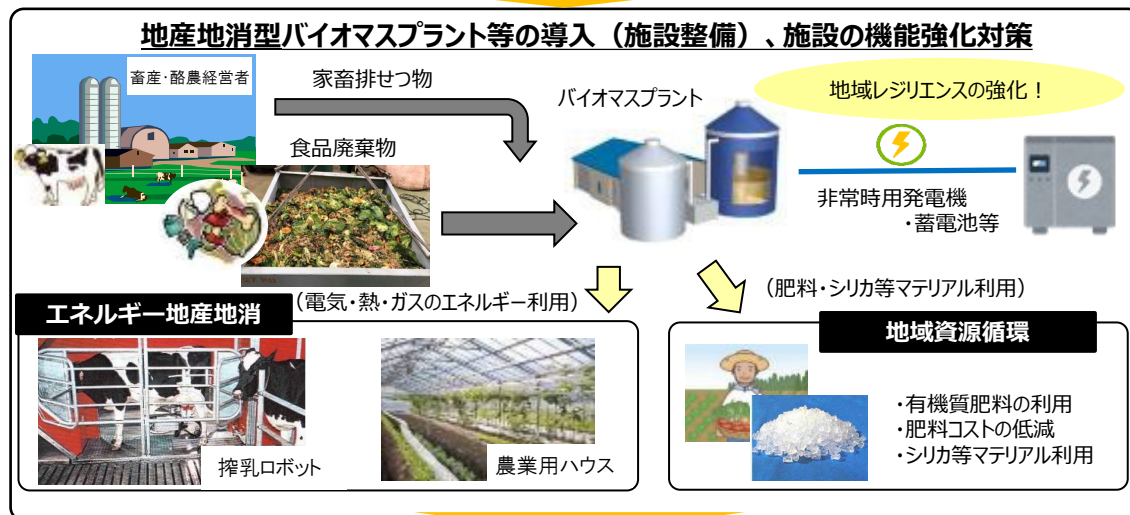 地産地消型バイオマスプラント等の導入（施設整備）、施設の機能強化対策
畜産・酪農経営者
家畜排せつ物
食品廃棄物
バイオマスプラント
地域レジリエンスの強化！
非常時用発電機
・蓄電池等
（電気・熱・ガスのエネルギー利用）
（肥料・シリカ等マテリアル利用）
エネルギー地産地消
搾乳ロボット
農業用ハウス
地域資源循環
・有機質肥料の利用
・肥料コストの低減
・シリカ等マテリアル利用